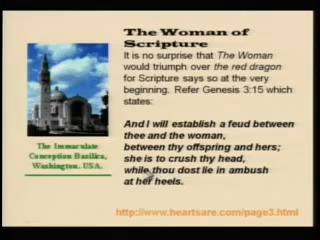 The Woman of
Scripture
It is no surprise that The Woman
would triumph over the red dragon
for Scripture says so at the very
beginning. Refer Genesis 3:15 which
states:
And I will establish a feud between
thee and the woman,
between thy offspring and hers;
she is to crush thy head,
while thou dost lie in ambush
at her heels.
The Immaculate
Conception Basilica,
Washington. USA.
http://www.heartsare.com/page3.html